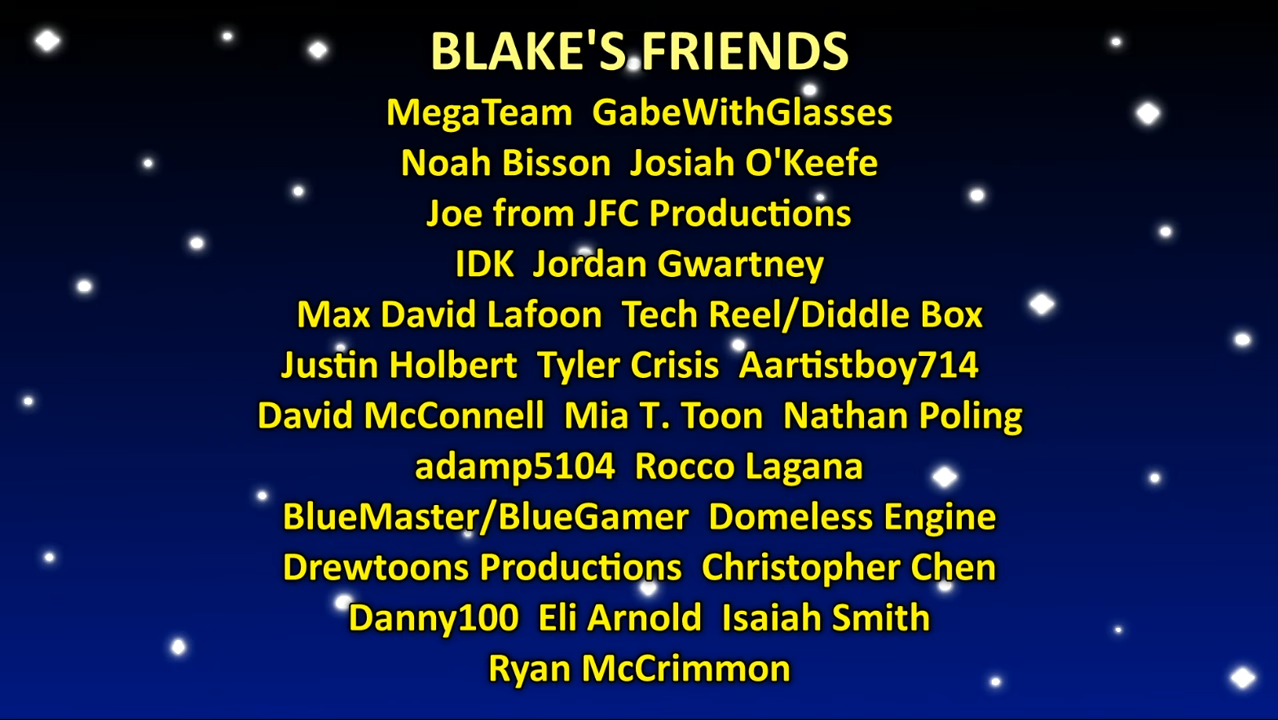 BLAKE'S FRIENDS
MegaTeam GabeWithGlasses
Noah Bisson Josiah O'Keefe
Joe from JFC Productions
IDK Jordan Gwartney
Max David Lafoon Tech Reel/Diddle Box
Justin Holbert Tyler Crisis Aartistboy714
David McConnell Mia T. Toon Nathan Poling
adamp5104 Rocco Lagana
BlueMaster/BlueGamer Domeless Engine
Drewtoons Productions Christopher Chen
Danny100 Eli Arnold Isaiah Smith
Ryan McCrimmon